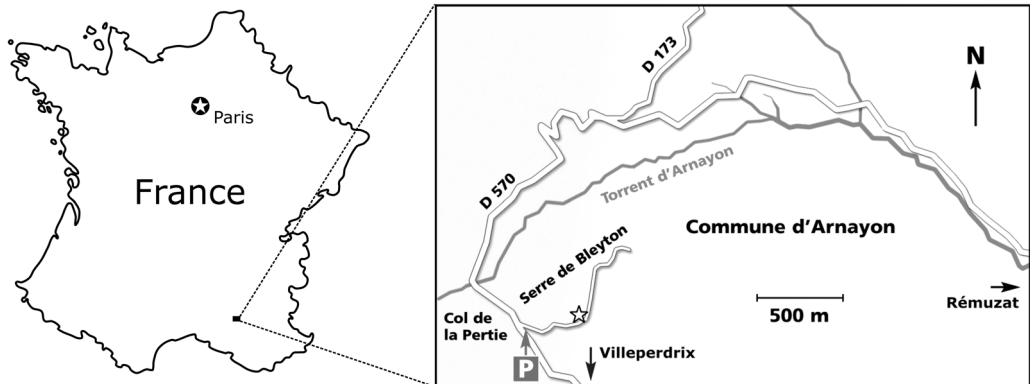 Paris
France
D 173
N
D 570
Torrent d’Arnayon
Commune d’Arnayon
Serre de Bleyton
Rémuzat
500 m
Col de
la Pertie
P
Villeperdrix